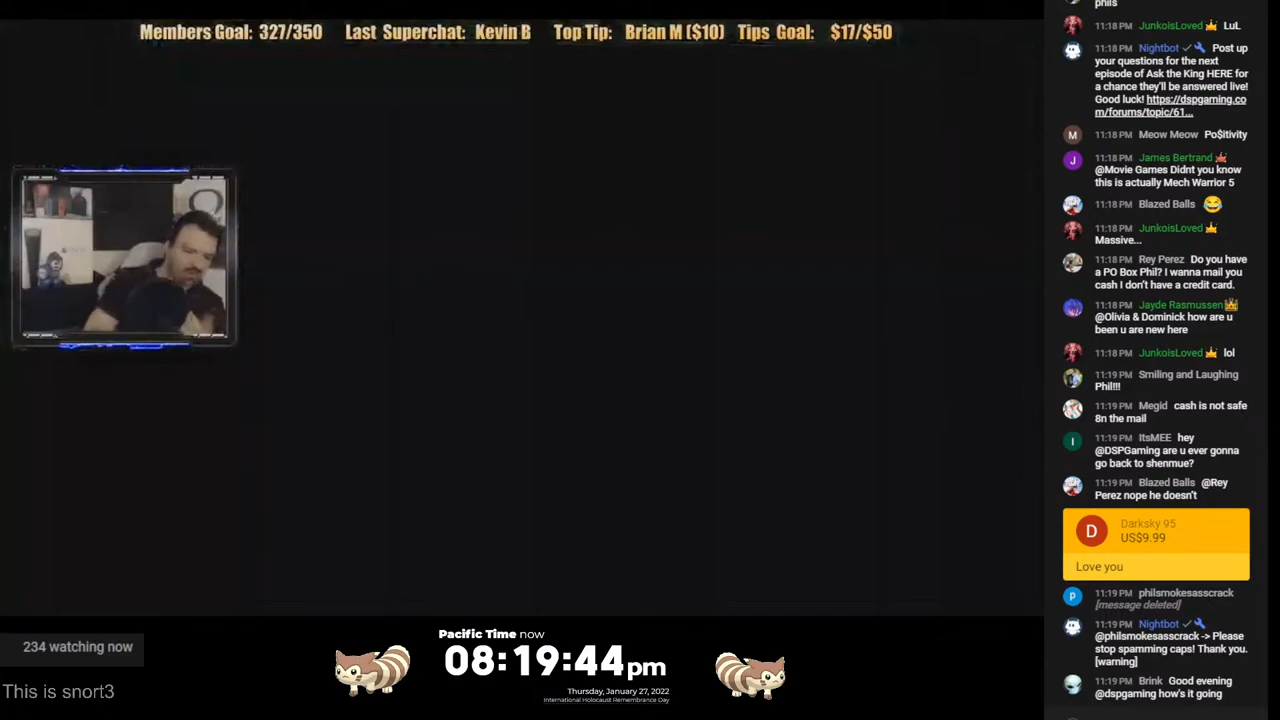 Members Goal: 327/350 Last Superchat: Kevin B Top Tip: Brian M ($10) Tips Goal: $17/$50
phils
11:18 PM JunkoisLoved LuL
11:18 PM Nightbot Post up
your questions for the next
episode of Ask the King HERE for
a chance they'll be answered live!
Good luck! https://dspgaming.co
m/forums/topic/61...
M 11:18 PM Meow Meow Po$itivity
J 11:18 PM James Bertrand
@Movie Games Didnt you know
this is actually Mech Warrior 5
11:18 PM Blazed Balls 😂
11:18 PM JunkoisLoved
Massive...
11:18 PM Rey Perez Do you have
a PO Box Phil? I wanna mail you
cash I don't have a credit card.
11:18 PM Jayde Rasmussen
@Olivia & Dominick how are u
been u are new here
11:18 PM JunkoisLoved lol
11:19 PM Smiling and Laughing
Phil!!!
11:19 PM Megid cash is not safe
8n the mail
I 11:19 PM ItsMEE hey
@DSPGaming are u ever gonna
go back to shenmue?
11:19 PM Blazed Balls @Rey
Perez nope he doesn't
D Darksky 95
US$9.99
Love you
P 11:19 PM philsmokesasscrack
[message deleted]
11:19 PM Nightbot
@philsmokesasscrack -> Please
stop spamming caps! Thank you.
[warning]
11:19 PM Brink Good evening
@dspgaming how's it going
234 watching now
This is snort3
Pacific Time now
08:19:44pm
Thursday, January 27, 2022
International Holocaust Remembrance Day